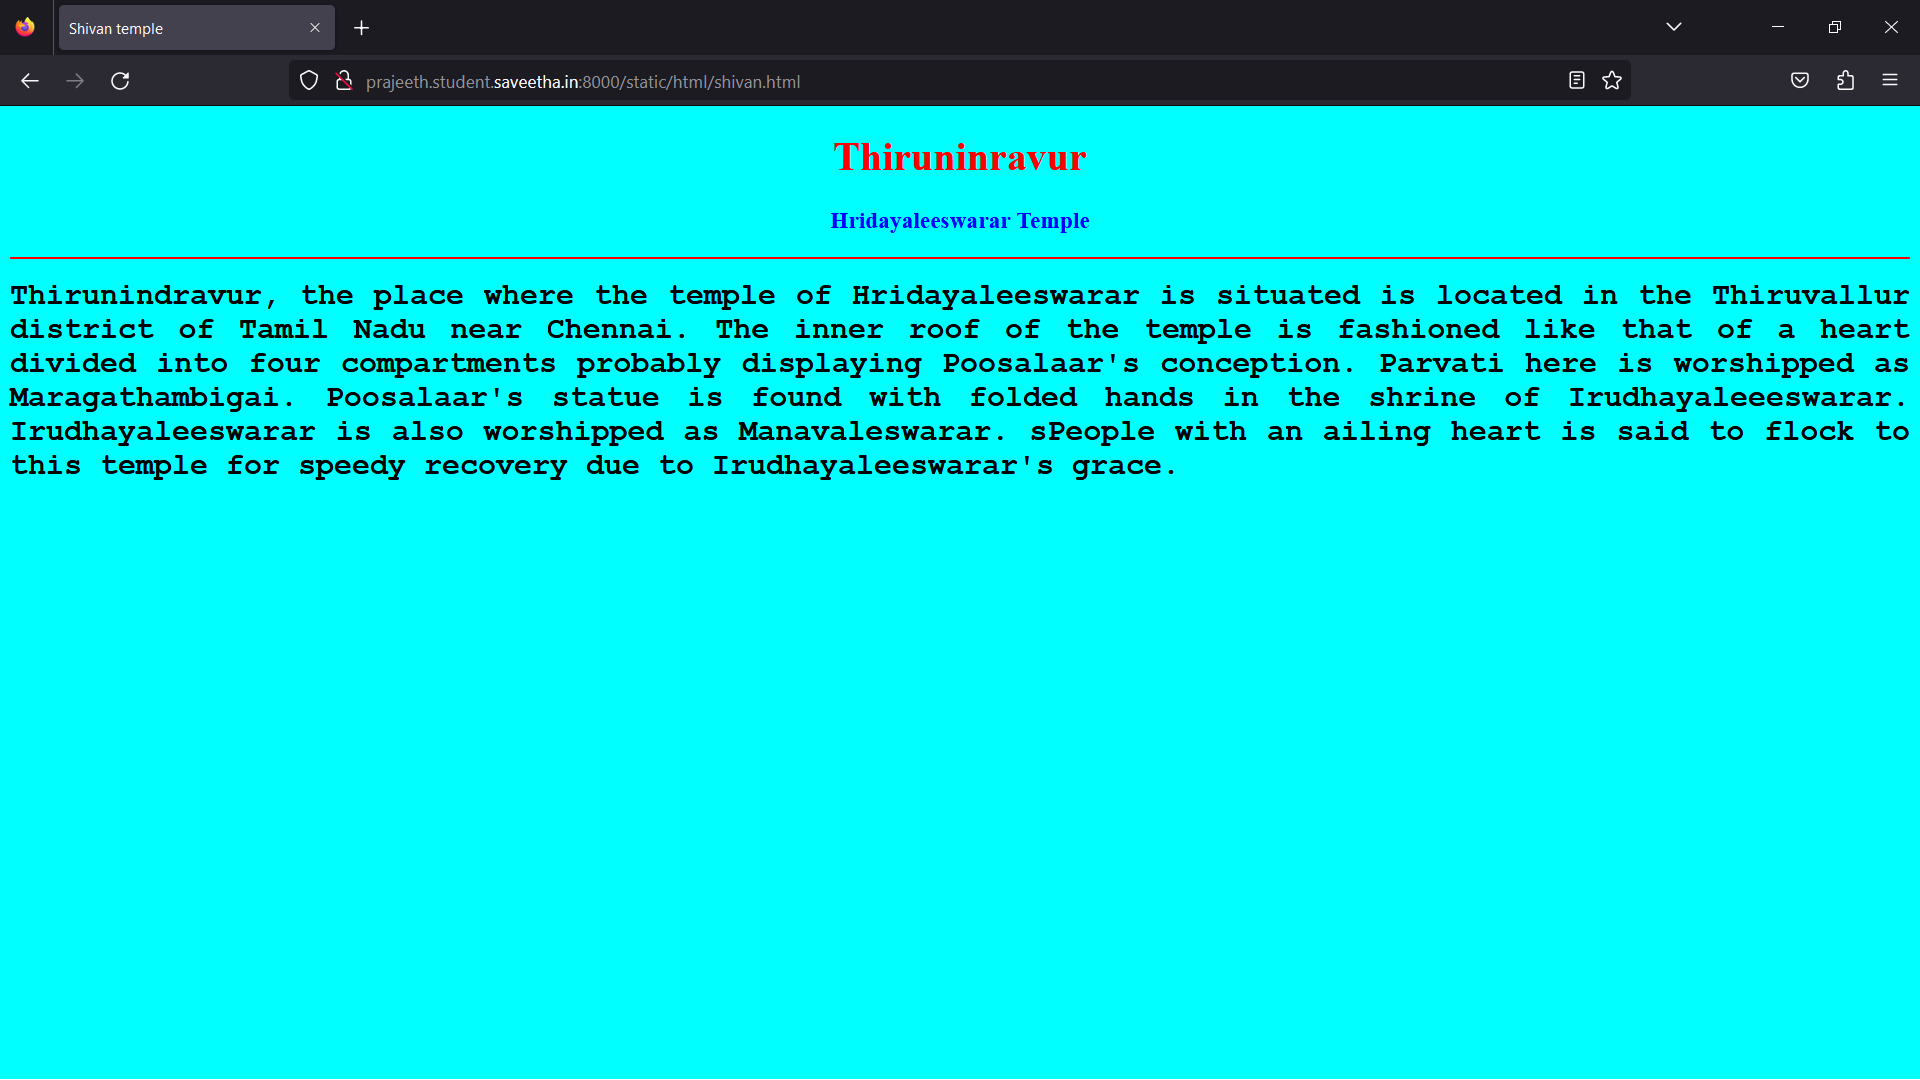 Shivan temple
prajeeth.student.saveetha.in:8000/static/html/shivan.html
Thiruninravur
Hridayaleeswarar Temple
Thirunindravur, the place where the temple of Hridayaleeswarar is situated is located in the Thiruvallur
district of Tamil Nadu near Chennai. The inner roof of the temple is fashioned like that of a heart
divided into four compartments probably displaying Poosalaar's conception. Parvati here is worshipped as
Maragathambigai. Poosalaar's statue is found with folded hands in the shrine of Irudhayaleeeswarar.
Irudhayaleeswarar is also worshipped as Manavaleswarar. sPeople with an ailing heart is said to flock to
this temple for speedy recovery due to Irudhayaleeswarar's grace.